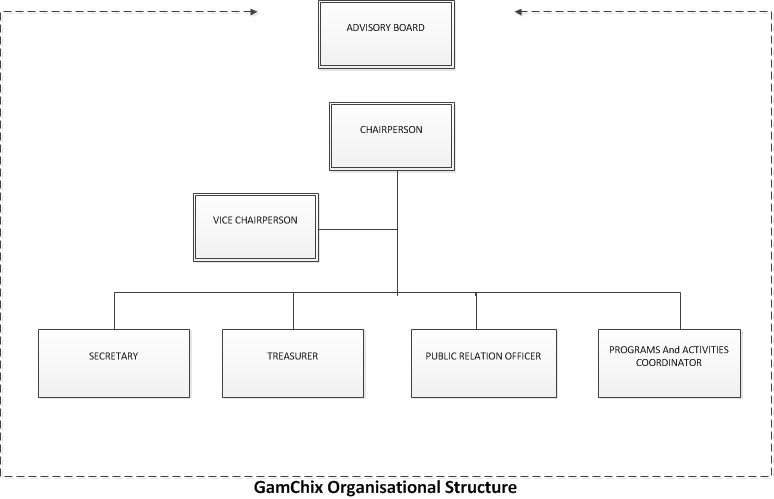 ADVISORY BOARD
CHAIRPERSON
VICE CHAIRPERSON
SECRETARY
TREASURER
PUBLIC RELATION OFFICER
PROGRAMS And ACTIVITIES
COORDINATOR
GamChix Organisational Structure